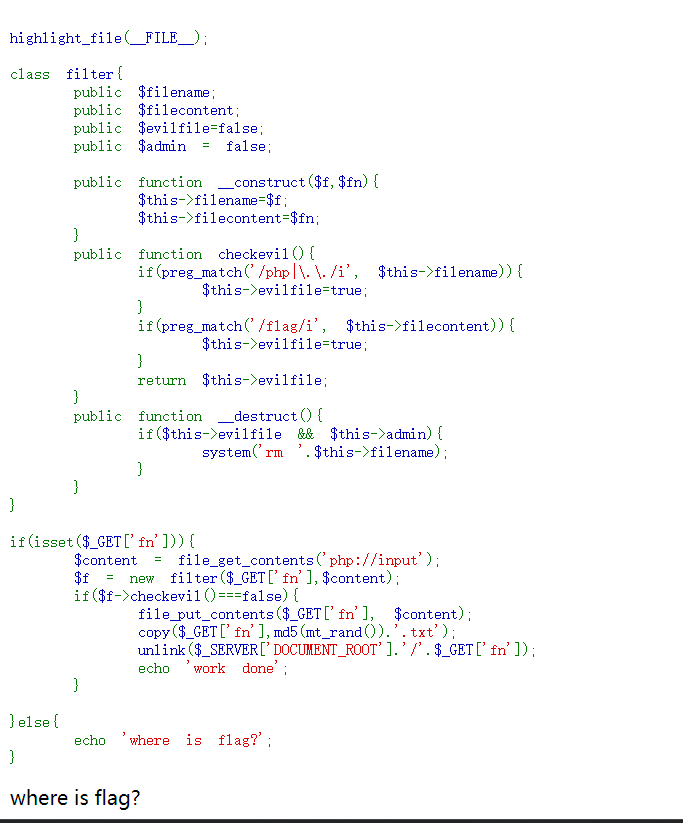 highlight_file(__FILE__);
class filter{
public $filename;
public $filecontent;
public $evilfile=false;
public $admin = false;
public function __construct($f,$fn){
$this->filename=$f;
$this->filecontent=$fn;
}
public function checkevil(){
if(preg_match('/php|\.\./i', $this->filename)){
$this->evilfile=true;
}
if(preg_match('/flag/i', $this->filecontent)){
$this->evilfile=true;
}
return $this->evilfile;
}
public function __destruct(){
if($this->evilfile && $this->admin){
system('rm '.$this->filename);
}
}
}
if(isset($_GET['fn'])){
$content = file_get_contents('php://input');
$f = new filter($_GET['fn'],$content);
if($f->checkevil()===false){
file_put_contents($_GET['fn'], $content);
copy($_GET['fn'],md5(mt_rand()).'.txt');
unlink($_SERVER['DOCUMENT_ROOT'].'/'.$_GET['fn']);
echo 'work done';
}
}else{
echo 'where is flag?';
}
where is flag?